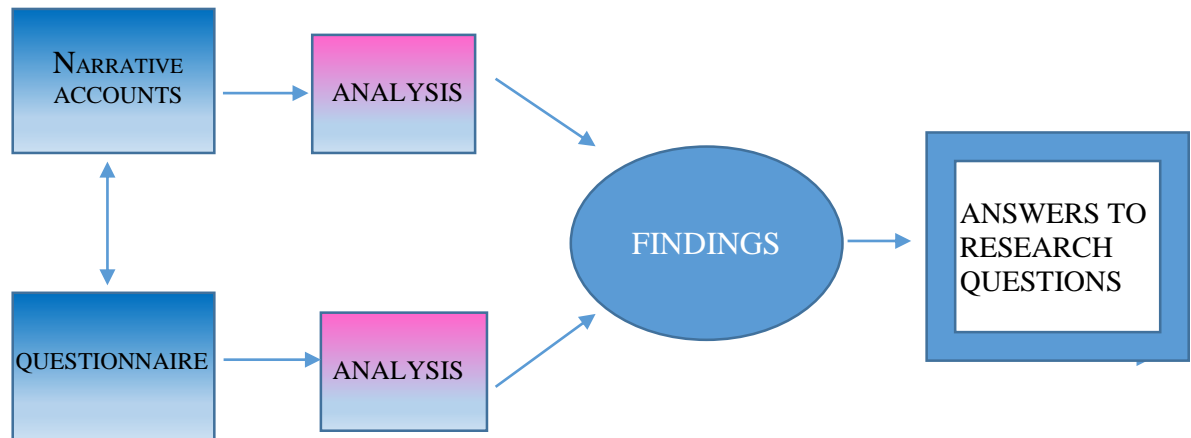 NARRATIVE
ACCOUNTS
ANALYSIS
FINDINGS
ANSWERS TO
RESEARCH
QUESTIONS
QUESTIONNAIRE
ANALYSIS